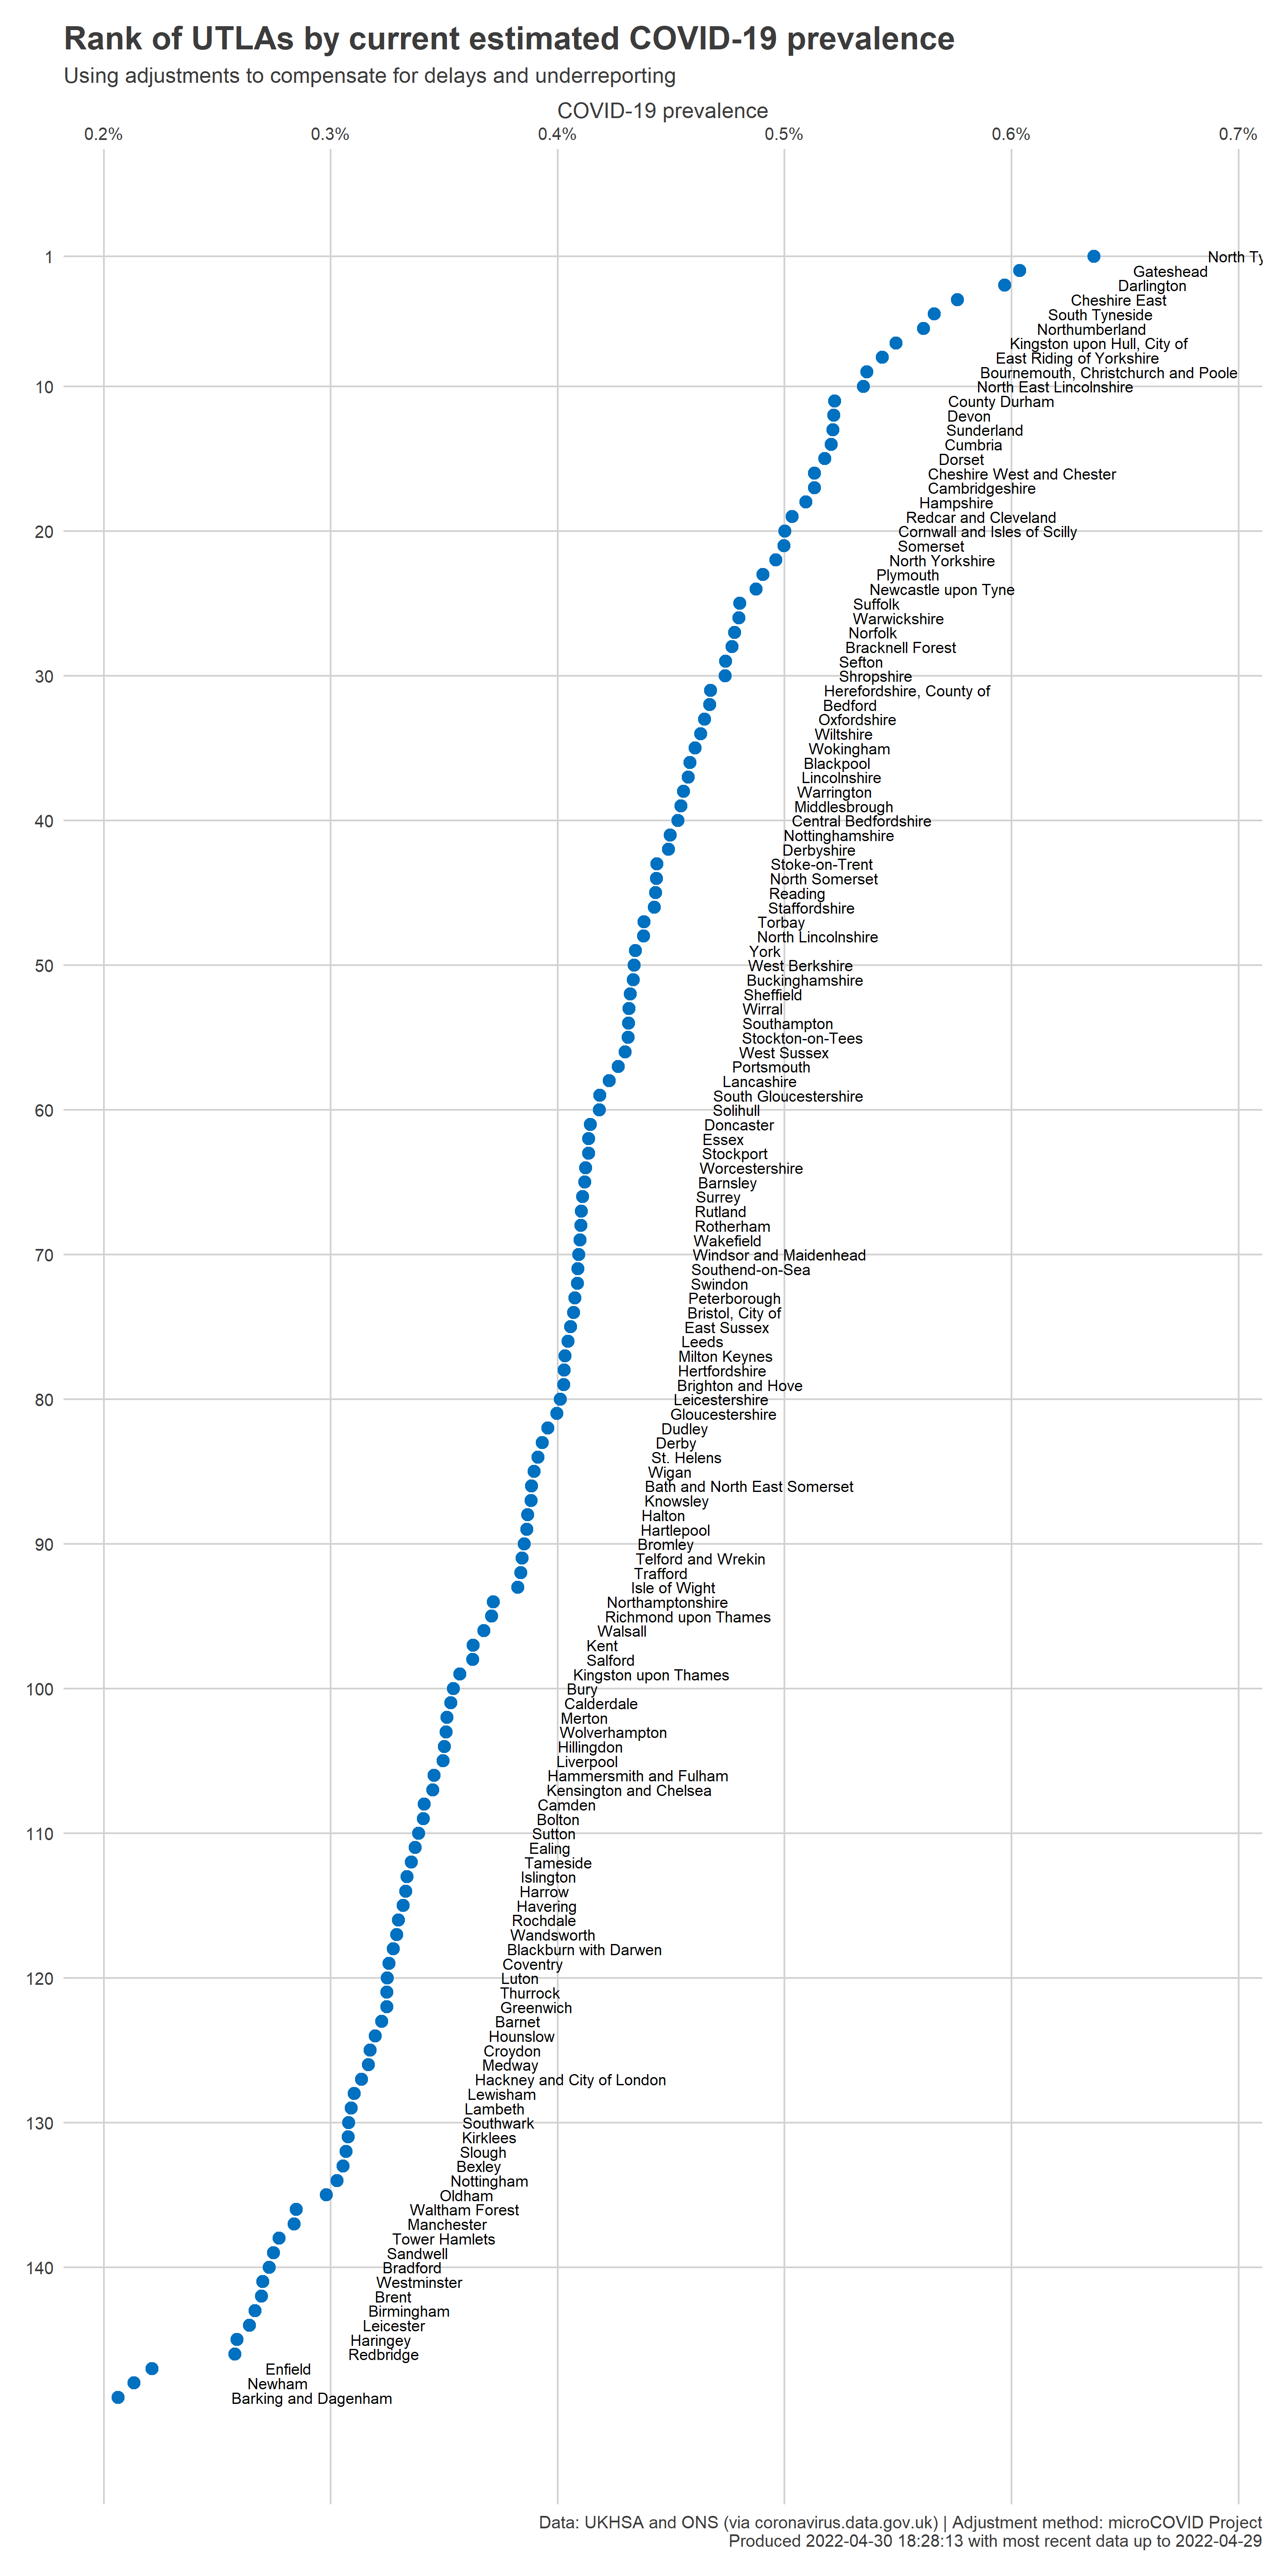 Rank of UTLAs by current estimated COVID-19 prevalence
Using adjustments to compensate for delays and underreporting
COVID-19 prevalence
0.2% 0.3% 0.4% 0.5% 0.6% 0.7%
1 North Ty
Gateshead
Darlington
Cheshire East
South Tyneside
Northumberland
Kingston upon Hull, City of
East Riding of Yorkshire
Bournemouth, Christchurch and Poole
10 North East Lincolnshire
County Durham
Devon
Sunderland
Cumbria
Dorset
Cheshire West and Chester
Cambridgeshire
Hampshire
Redcar and Cleveland
20 Cornwall and Isles of Scilly
Somerset
North Yorkshire
Plymouth
Newcastle upon Tyne
Suffolk
Warwickshire
Norfolk
Bracknell Forest
Sefton
30 Shropshire
Herefordshire, County of
Bedford
Oxfordshire
Wiltshire
Wokingham
Blackpool
Lincolnshire
Warrington
Middlesbrough
40 Central Bedfordshire
Nottinghamshire
Derbyshire
Stoke-on-Trent
North Somerset
Reading
Staffordshire
Torbay
North Lincolnshire
York
50 West Berkshire
Buckinghamshire
Sheffield
Wirral
Southampton
Stockton-on-Tees
West Sussex
Portsmouth
Lancashire
South Gloucestershire
60 Solihull
Doncaster
Essex
Stockport
Worcestershire
Barnsley
Surrey
Rutland
Rotherham
Wakefield
70 Windsor and Maidenhead
Southend-on-Sea
Swindon
Peterborough
Bristol, City of
East Sussex
Leeds
Milton Keynes
Hertfordshire
Brighton and Hove
80 Leicestershire
Gloucestershire
Dudley
Derby
St. Helens
Wigan
Bath and North East Somerset
Knowsley
Halton
Hartlepool
90 Bromley
Telford and Wrekin
Trafford
Isle of Wight
Northamptonshire
Richmond upon Thames
Walsall
Kent
Salford
Kingston upon Thames
100 Bury
Calderdale
Merton
Wolverhampton
Hillingdon
Liverpool
Hammersmith and Fulham
Kensington and Chelsea
Camden
Bolton
110 Sutton
Ealing
Tameside
Islington
Harrow
Havering
Rochdale
Wandsworth
Blackburn with Darwen
Coventry
120 Luton
Thurrock
Greenwich
Barnet
Hounslow
Croydon
Medway
Hackney and City of London
Lewisham
Lambeth
130 Southwark
Kirklees
Slough
Bexley
Nottingham
Oldham
Waltham Forest
Manchester
Tower Hamlets
Sandwell
140 Bradford
Westminster
Brent
Birmingham
Leicester
Haringey
Redbridge
Enfield
Newham
Barking and Dagenham
Data: UKHSA and ONS (via coronavirus.data.gov.uk) | Adjustment method: microCOVID Project
Produced 2022-04-30 18:28:13 with most recent data up to 2022-04-29